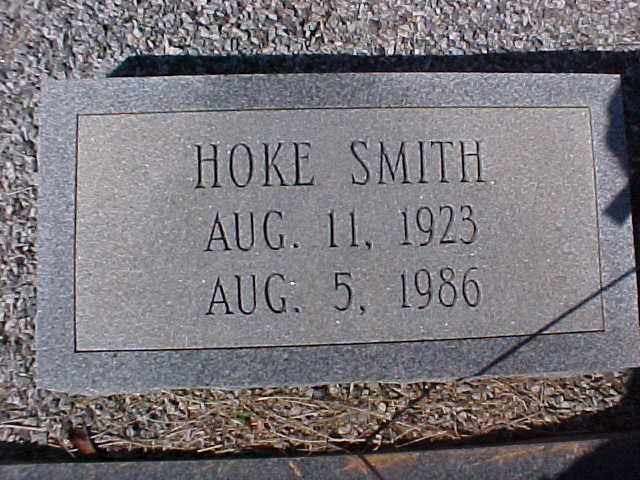 HOKE SMITH
AUG. 11, 1923
AUG. 5, 1986